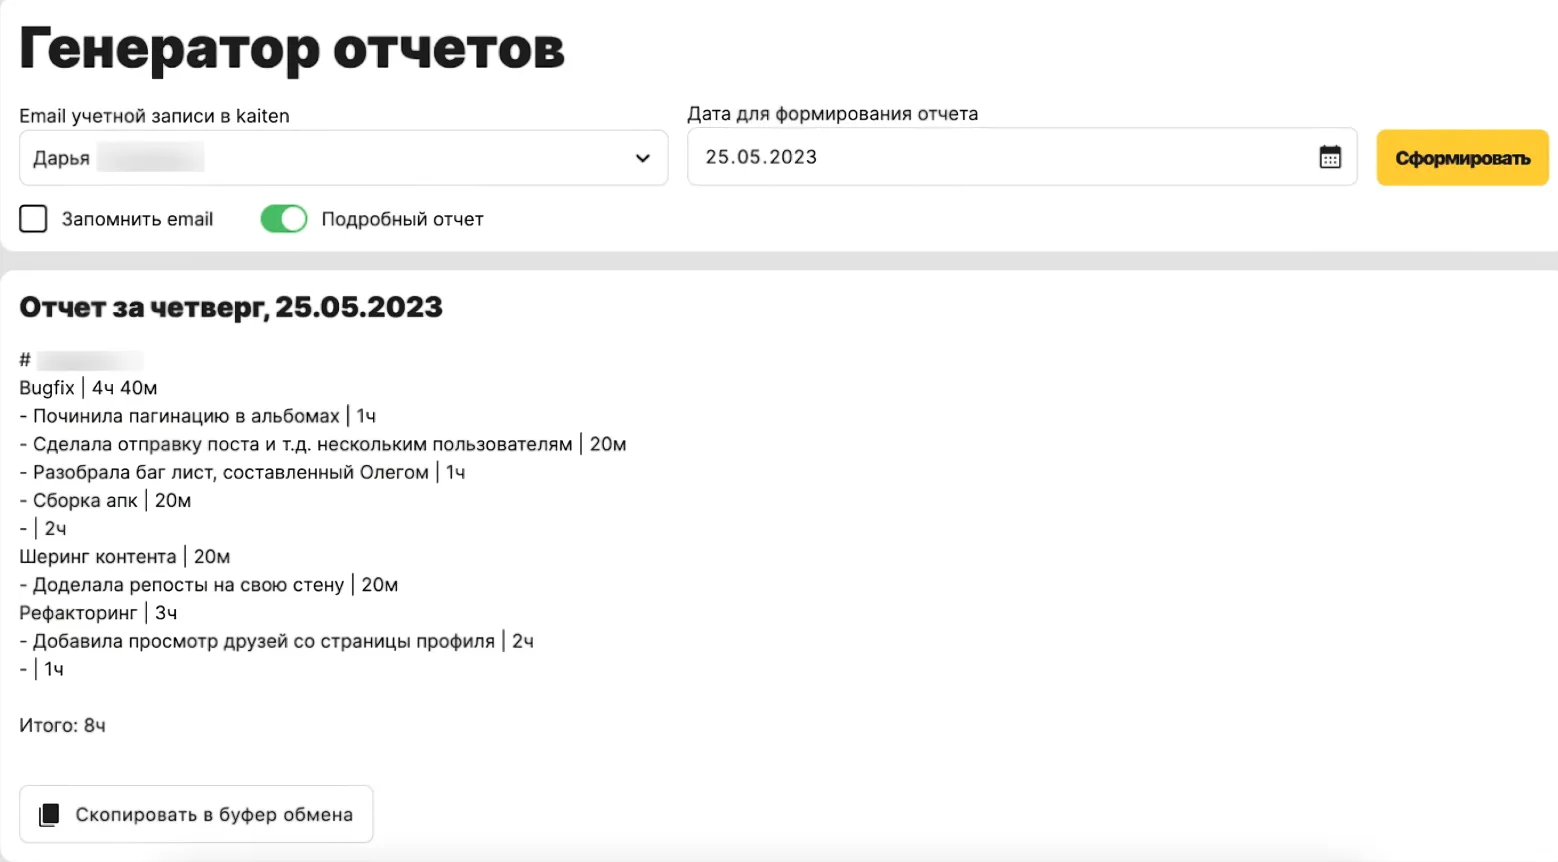 Генератор отчетов
Email учетной записи в kaiten
Дата для формирования отчета
Дарья
25.05.2023
Сформировать
Запомнить email
Подробный отчет
Отчет за четверг, 25.05.2023
#
Bugfix | 4ч 40м
- Починила пагинацию в альбомах | 1ч
- Сделала отправку поста и т.д. нескольким пользователям | 20м
- Разобрала баг лист, составленный Олегом | 1ч
- Сборка апк | 20м
- | 2ч
Шеринг контента | 20м
- Доделала репосты на свою стену | 20м
Рефакторинг | 3ч
- Добавила просмотр друзей со страницы профиля | 2ч
- | 1ч
Итого: 8ч
Скопировать в буфер обмена